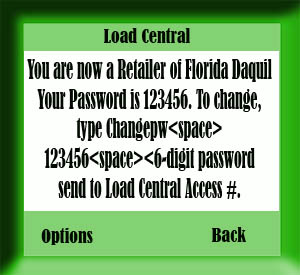 Load Central
You are now a Retailer of Florida Daquil
Your Password is 123456. To change,
type Changepw<space>
123456<space><6-digit password
send to Load Central Access #.
Options
Back